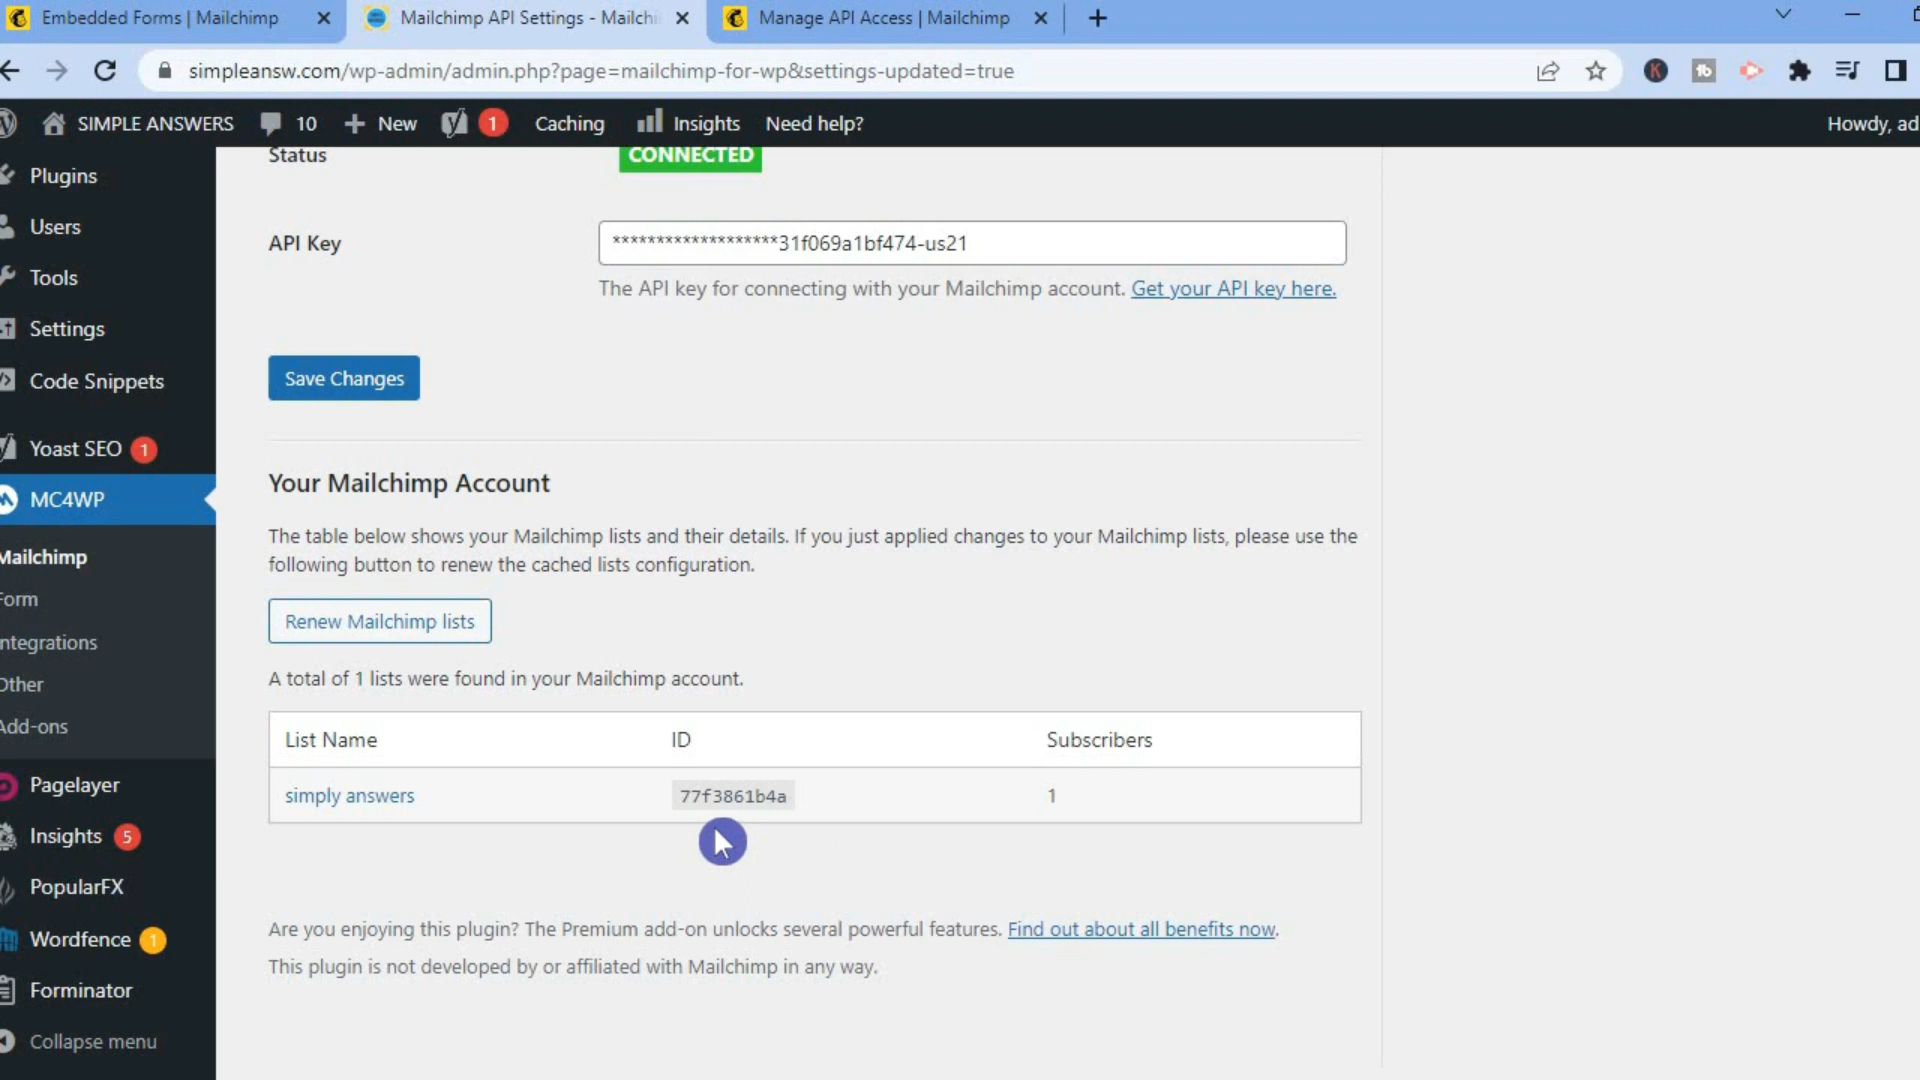 Embedded Forms | Mailchimp
Mailchimp API Settings - Mailchi
Manage API Access | Mailchimp
simpleansw.com/wp-admin/admin.php?page=mailchimp-for-wp&settings-updated=true
SIMPLE ANSWERS 10 New 1 Caching Insights Need help? Howdy, ad
Plugins
Users
Tools
Settings
Code Snippets
Yoast SEO 1
MC4WP
Mailchimp
Form
Integrations
Other
Add-ons
Pagelayer
Insights 5
PopularFX
Wordfence 1
Forminator
Collapse menu
Status CONNECTED
API Key *******************31f069a1bf474-us21
The API key for connecting with your Mailchimp account. Get your API key here.
Save Changes
Your Mailchimp Account
The table below shows your Mailchimp lists and their details. If you just applied changes to your Mailchimp lists, please use the
following button to renew the cached lists configuration.
Renew Mailchimp lists
A total of 1 lists were found in your Mailchimp account.
List Name ID Subscribers
simply answers 77f3861b4a 1
Are you enjoying this plugin? The Premium add-on unlocks several powerful features. Find out about all benefits now.
This plugin is not developed by or affiliated with Mailchimp in any way.